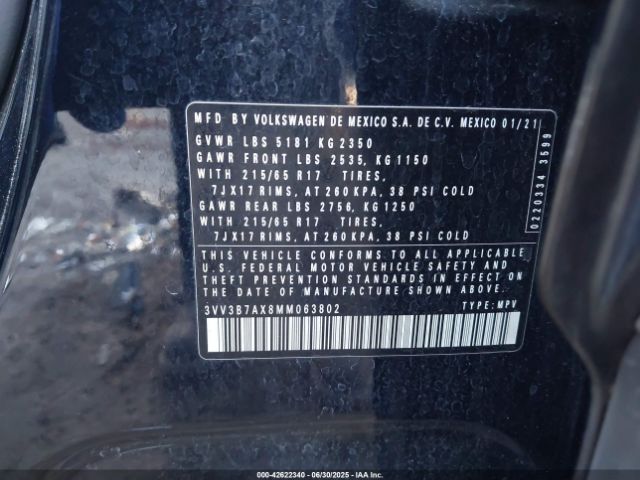 MFD BY VOLKSWAGEN DE MEXICO S.A. DE C.V. MEXICO 01/21
GVWR LBS 5181 KG 2350
GAWR FRONT LBS 2535, KG 1150
WITH 215/65 R17 TIRES,
7JX17 RIMS, AT 260 KPA, 38 PSI COLD
GAWR REAR LBS 2756, KG 1250
WITH 215/65 R17 TIRES,
7JX17 RIMS, AT 260 KPA, 38 PSI COLD
THIS VEHICLE CONFORMS TO ALL APPLICABLE
U.S. FEDERAL MOTOR VEHICLE SAFETY AND
THEFT PREVENTION STANDARDS IN EFFECT ON
THE DATE OF MANUFACTURE SHOWN ABOVE
3VV3B7AX8MM063802 TYPE: MPV
0220334 3599
000-42622340 - 06/30/2025 - IAAI.com